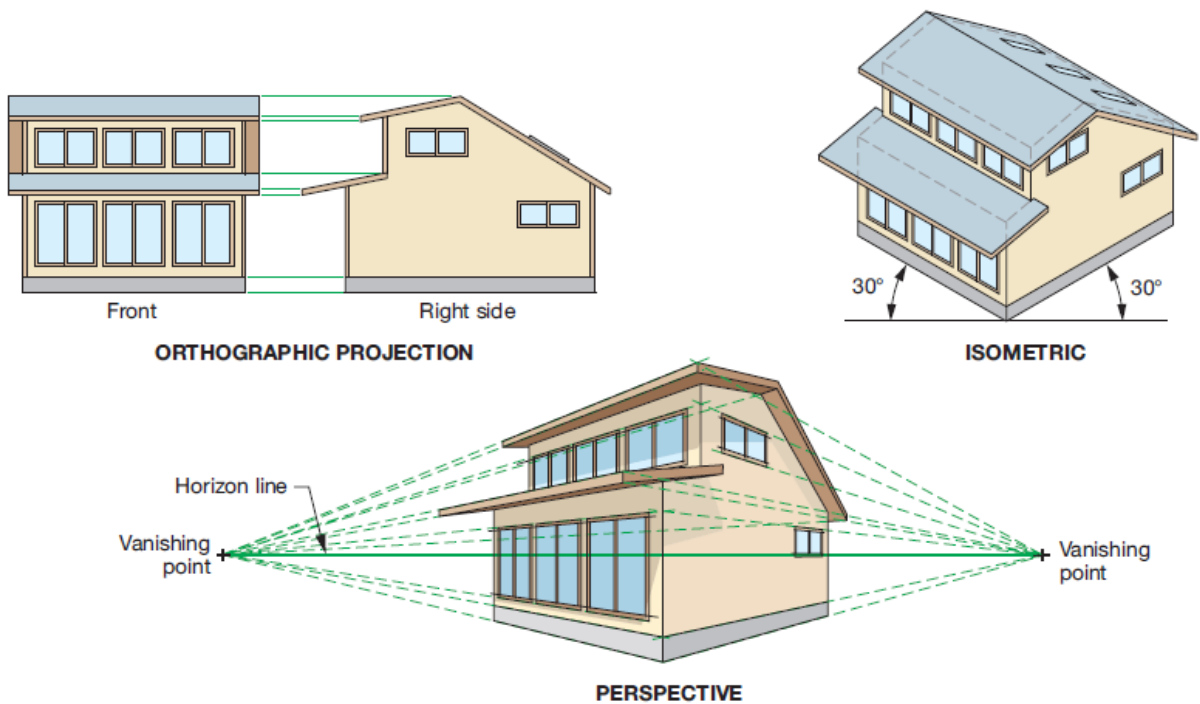 Front
Right side
ORTHOGRAPHIC PROJECTION
30°
30°
ISOMETRIC
Horizon line
Vanishing
point
Vanishing
point
PERSPECTIVE